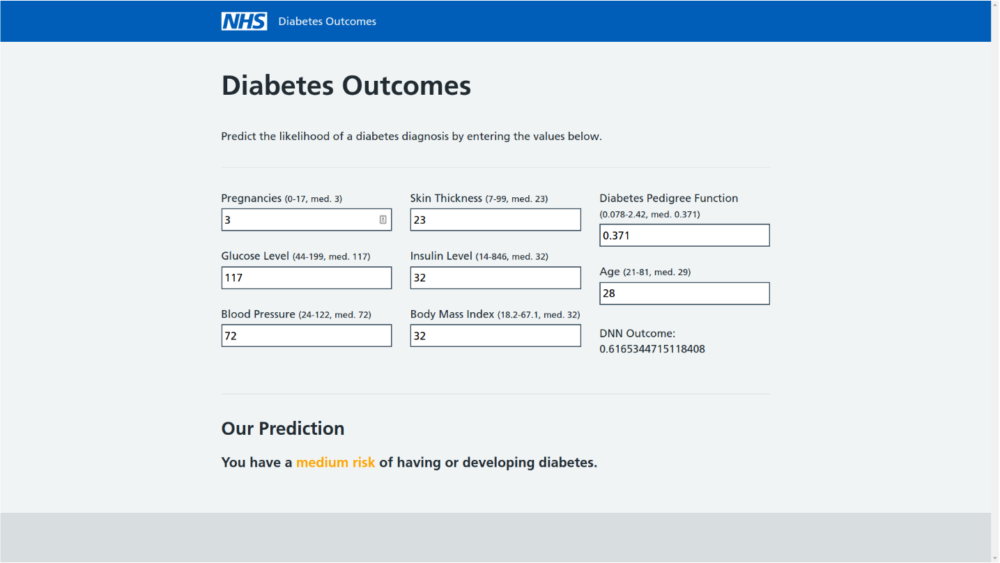 NHS Diabetes Outcomes
Diabetes Outcomes
Predict the likelihood of a diabetes diagnosis by entering the values below.
Pregnancies (0-17, med. 3)
3
Glucose Level (44-199, med. 117)
117
Blood Pressure (24-122, med. 72)
72
Skin Thickness (7-99, med. 23)
23
Insulin Level (14-846, med. 32)
32
Body Mass Index (18.2-67.1, med. 32)
32
Diabetes Pedigree Function
(0.078-2.42, med. 0.371)
0.371
Age (21-81, med. 29)
28
DNN Outcome:
0.6165344715118408
Our Prediction
You have a medium risk of having or developing diabetes.